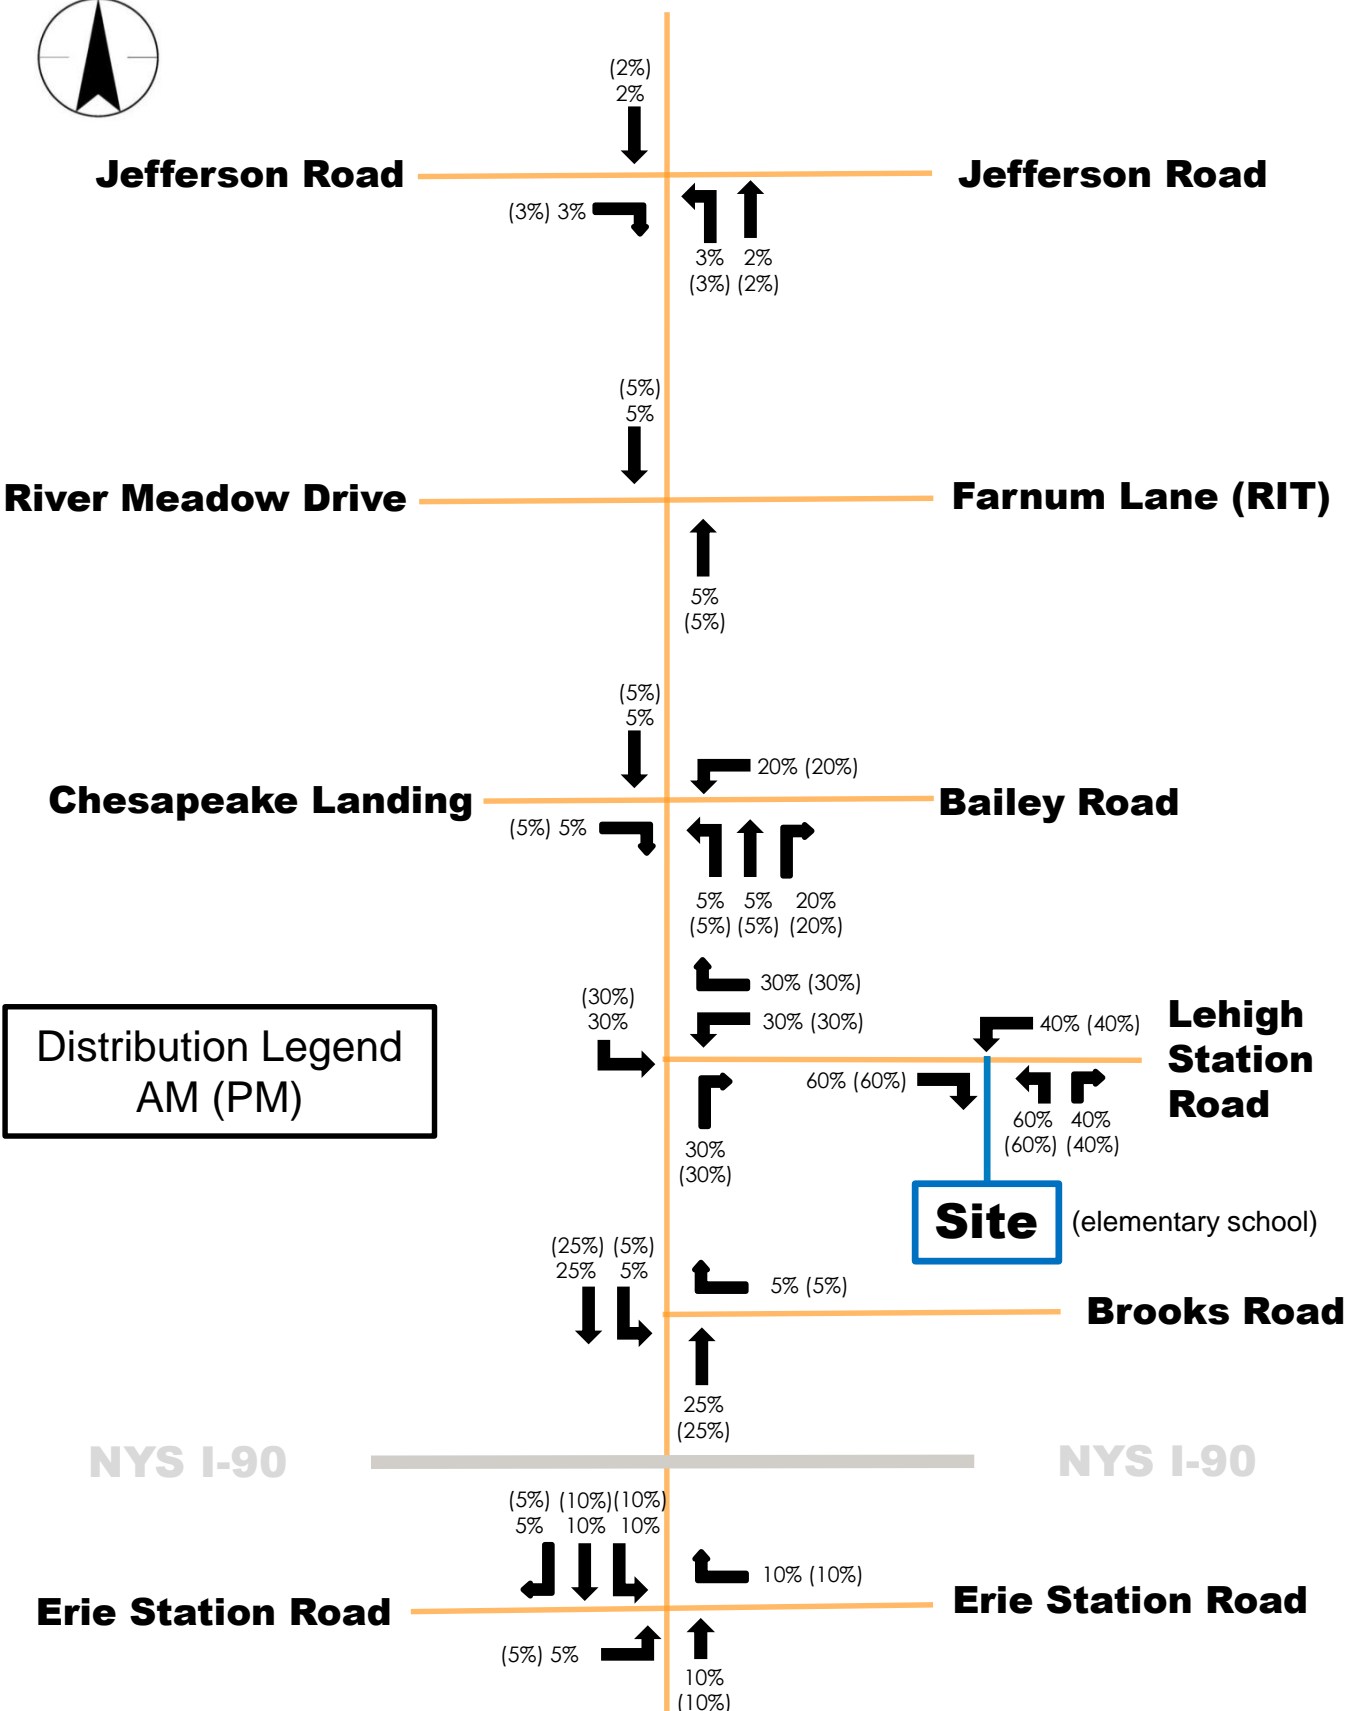 (2%)
2%
Jefferson Road
Jefferson Road
(3%) 3%
3% 2%
(3%) (2%)
(5%)
5%
River Meadow Drive
Farnum Lane (RIT)
5%
(5%)
(5%)
5%
20% (20%)
Chesapeake Landing
Bailey Road
(5%) 5%
5% 5% 20%
(5%) (5%) (20%)
30% (30%)
(30%)
30%
30% (30%)
40% (40%)
Lehigh
Station
Road
Distribution Legend
AM (PM)
60% (60%)
60% 40%
(60%) (40%)
30%
(30%)
Site
(elementary school)
(25%) (5%)
25% 5%
5% (5%)
Brooks Road
25%
(25%)
NYS I-90
NYS I-90
(5%) (10%) (10%)
5% 10% 10%
10% (10%)
Erie Station Road
Erie Station Road
(5%) 5%
10%
(10%)